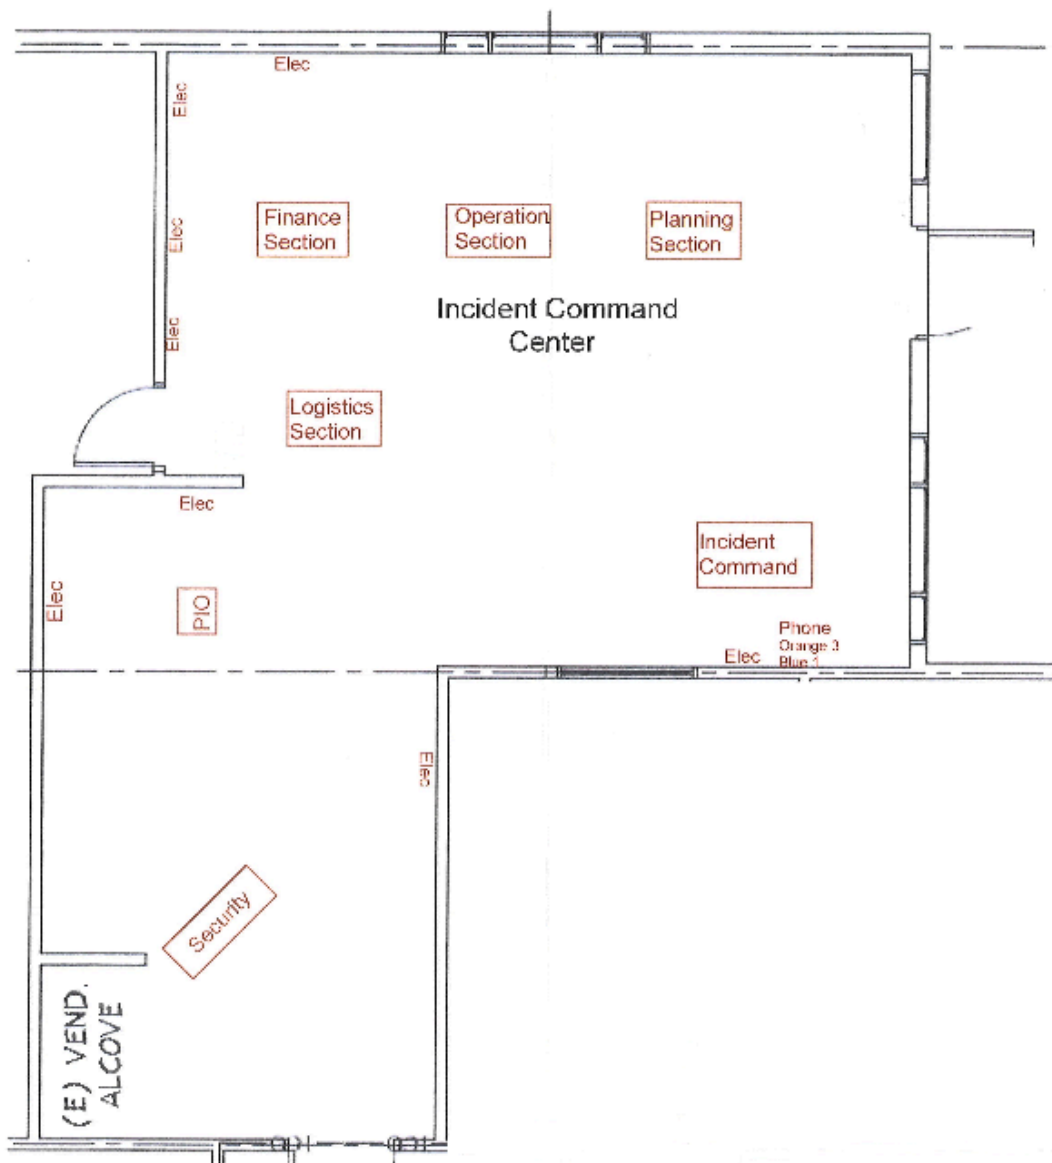 Elec
Elec
Elec
Elec
Finance
Section
Operation
Section
Planning
Section
Incident Command
Center
Logistics
Section
Elec
Incident
Command
Elec
PIO
Phone
Orange 3
Blue 1
Elec
Elec
Security
(E) VEND.
ALCOVE